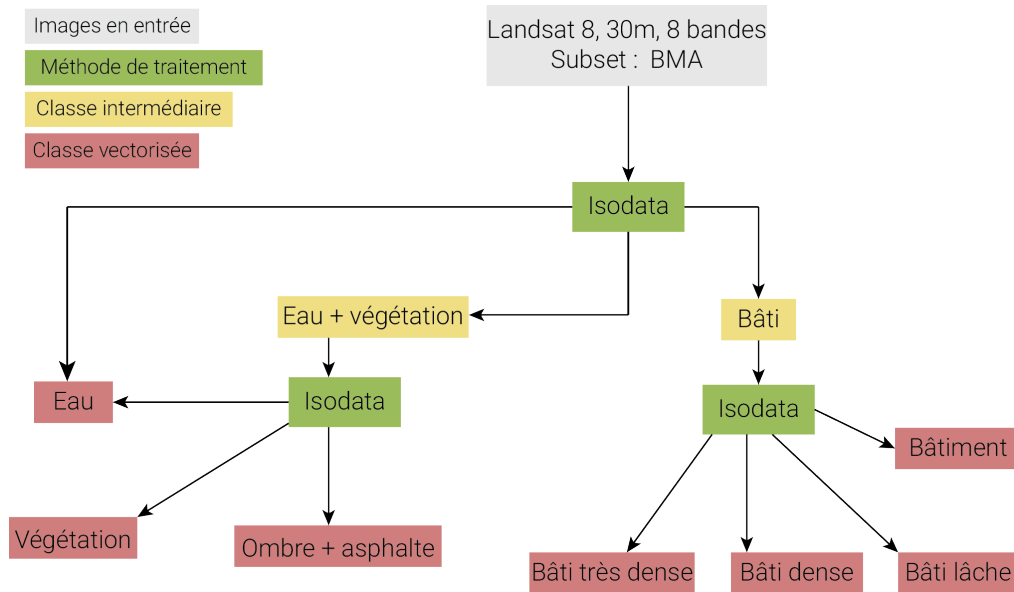 Images en entrée
Méthode de traitement
Classe intermédiaire
Classe vectorisée
Landsat 8, 30m, 8 bandes
Subset : BMA
Isodata
Eau + végétation
Bâti
Eau
Isodata
Isodata
Bâtiment
Végétation
Ombre + asphalte
Bâti très dense
Bâti dense
Bâti lâche